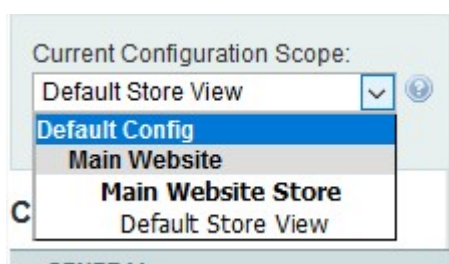 Current Configuration Scope:
Default Store View
Default Config
Main Website
Main Website Store
Default Store View
C